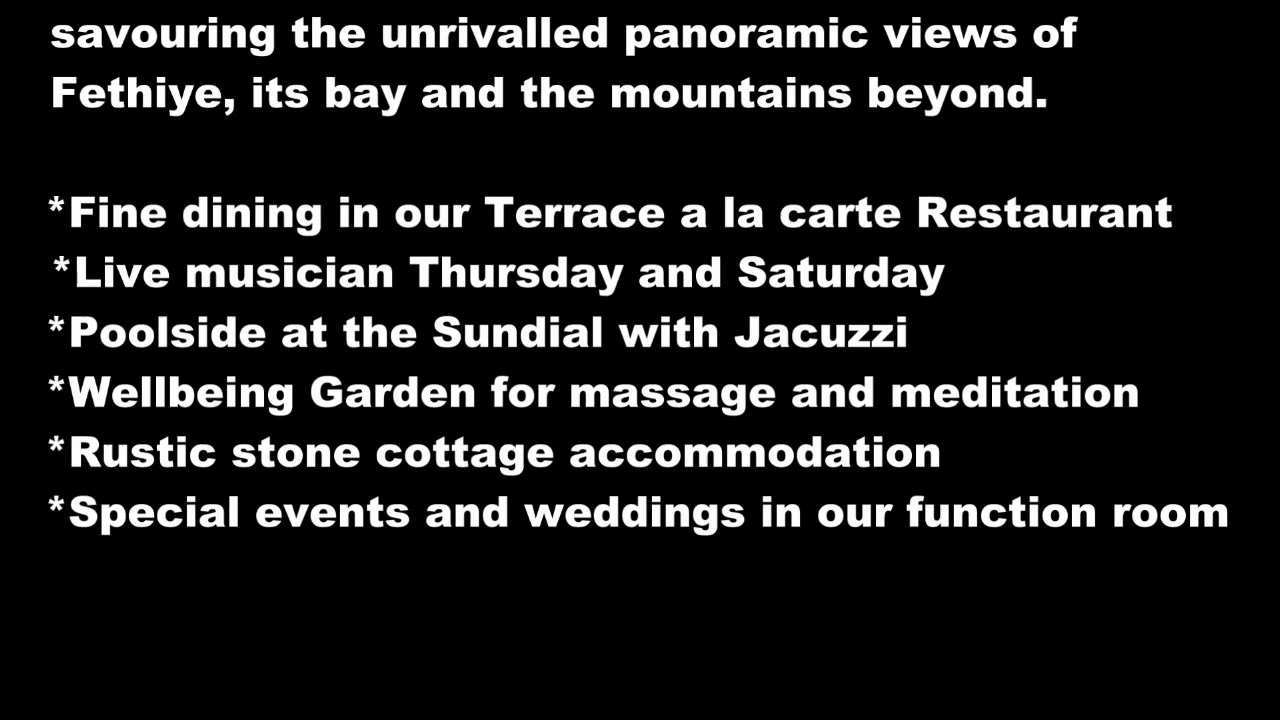 savouring the unrivalled panoramic views of
Fethiye, its bay and the mountains beyond.
*Fine dining in our Terrace a la carte Restaurant
*Live musician Thursday and Saturday
*Poolside at the Sundial with Jacuzzi
*Wellbeing Garden for massage and meditation
*Rustic stone cottage accommodation
*Special events and weddings in our function room